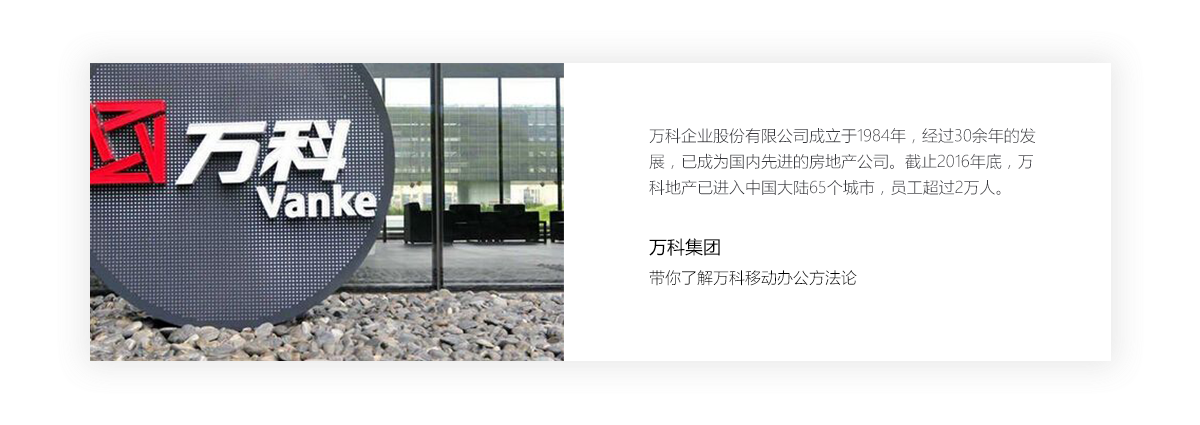 万科
Vanke
万科企业股份有限公司成立于1984年，经过30余年的发
展，已成为国内先进的房地产公司。截止2016年底，万
科地产已进入中国大陆65个城市，员工超过2万人。
万科集团
带你了解万科移动办公方法论